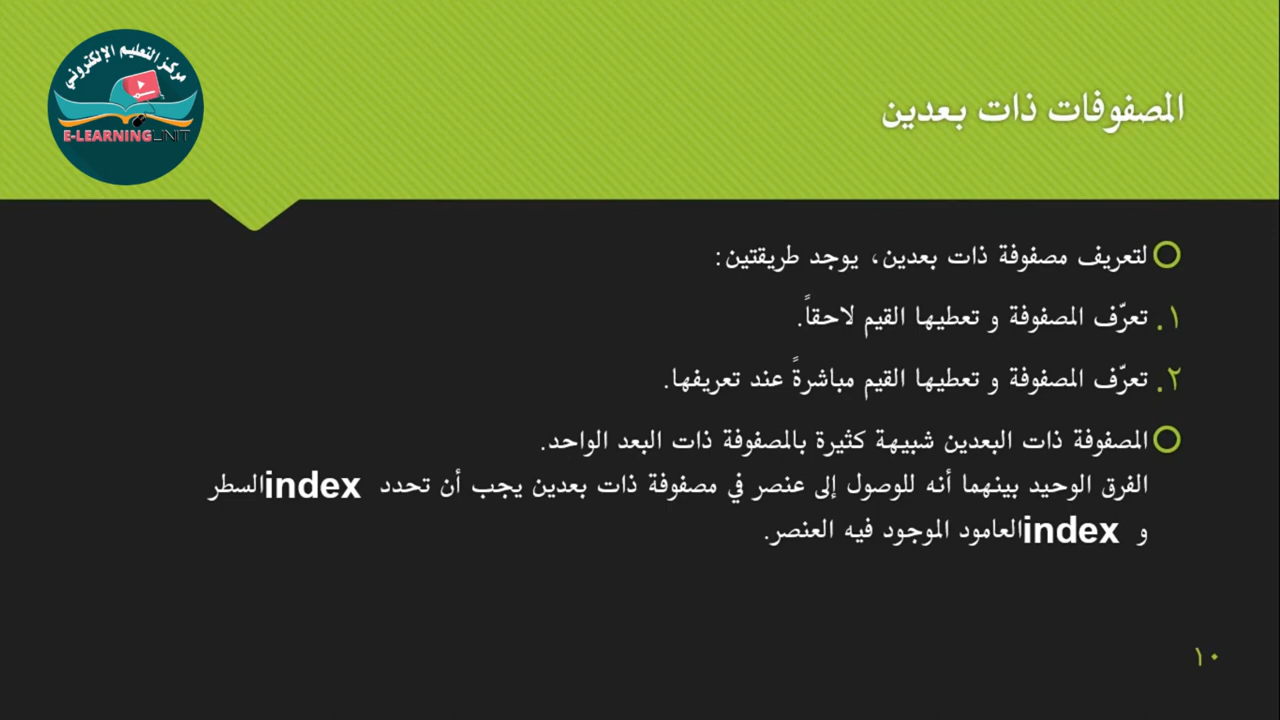 مركز التعليم الإلكتروني
E-LEARNING UNIT
المصفوفات ذات بعدين
لتعريف مصفوفة ذات بعدين، يوجد طريقتين:
١. تعرّف المصفوفة و تعطيها القيم لاحقاً.
٢. تعرّف المصفوفة و تعطيها القيم مباشرةً عند تعريفها.
المصفوفة ذات البعدين شبيهة كثيرة بالمصفوفة ذات البعد الواحد.
الفرق الوحيد بينهما أنه للوصول إلى عنصر في مصفوفة ذات بعدين يجب أن تحدد index السطر
و index العامود الموجود فيه العنصر.
١٠